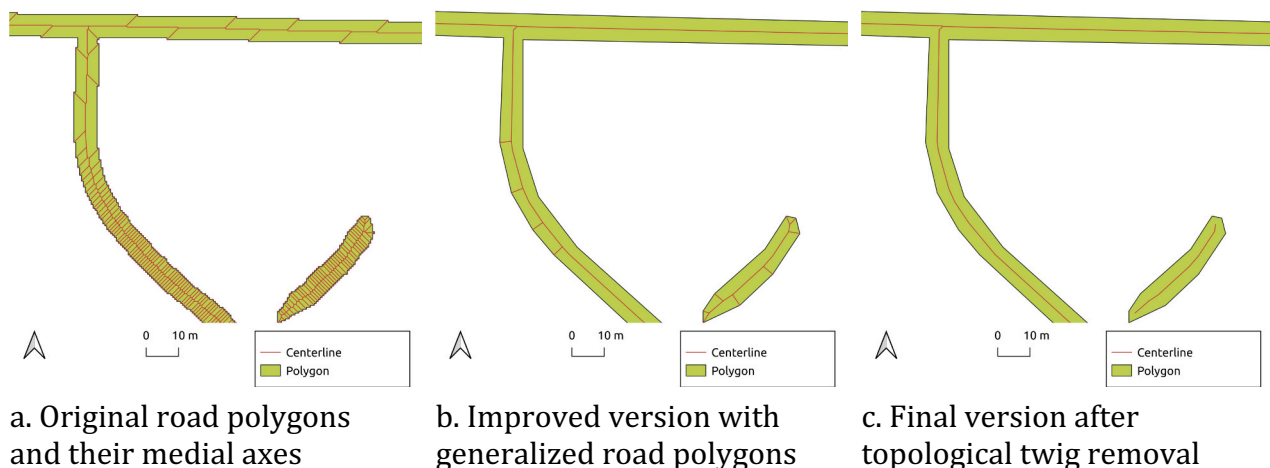 0 10 m
Centerline
Polygon
0 10 m
Centerline
Polygon
0 10 m
Centerline
Polygon
a. Original road polygons
and their medial axes
b. Improved version with
generalized road polygons
c. Final version after
topological twig removal